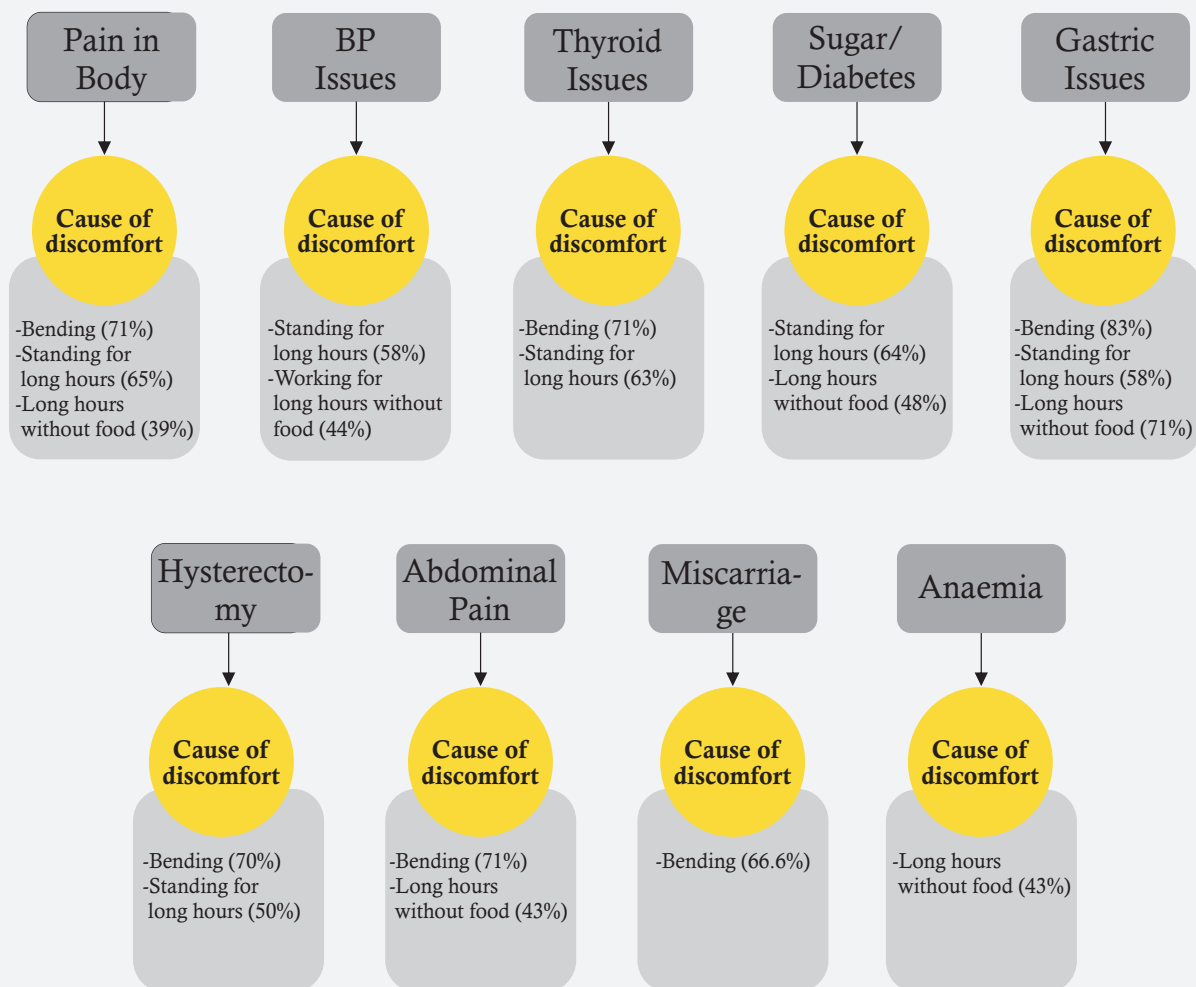 Pain in
Body
Cause of
discomfort
-Bending (71%)
-Standing for
long hours (65%)
-Long hours
without food (39%)
BP
Issues
Cause of
discomfort
-Standing for
long hours (58%)
-Working for
long hours without
food (44%)
Thyroid
Issues
Cause of
discomfort
-Bending (71%)
-Standing for
long hours (63%)
Sugar/
Diabetes
Cause of
discomfort
-Standing for
long hours (64%)
-Long hours
without food (48%)
Gastric
Issues
Cause of
discomfort
-Bending (83%)
-Standing for
long hours (58%)
-Long hours
without food (71%)
Hysterecto-
my
Cause of
discomfort
-Bending (70%)
-Standing for
long hours (50%)
Abdominal
Pain
Cause of
discomfort
-Bending (71%)
-Long hours
without food (43%)
Miscarria-
ge
Cause of
discomfort
-Bending (66.6%)
Anaemia
Cause of
discomfort
-Long hours
without food (43%)